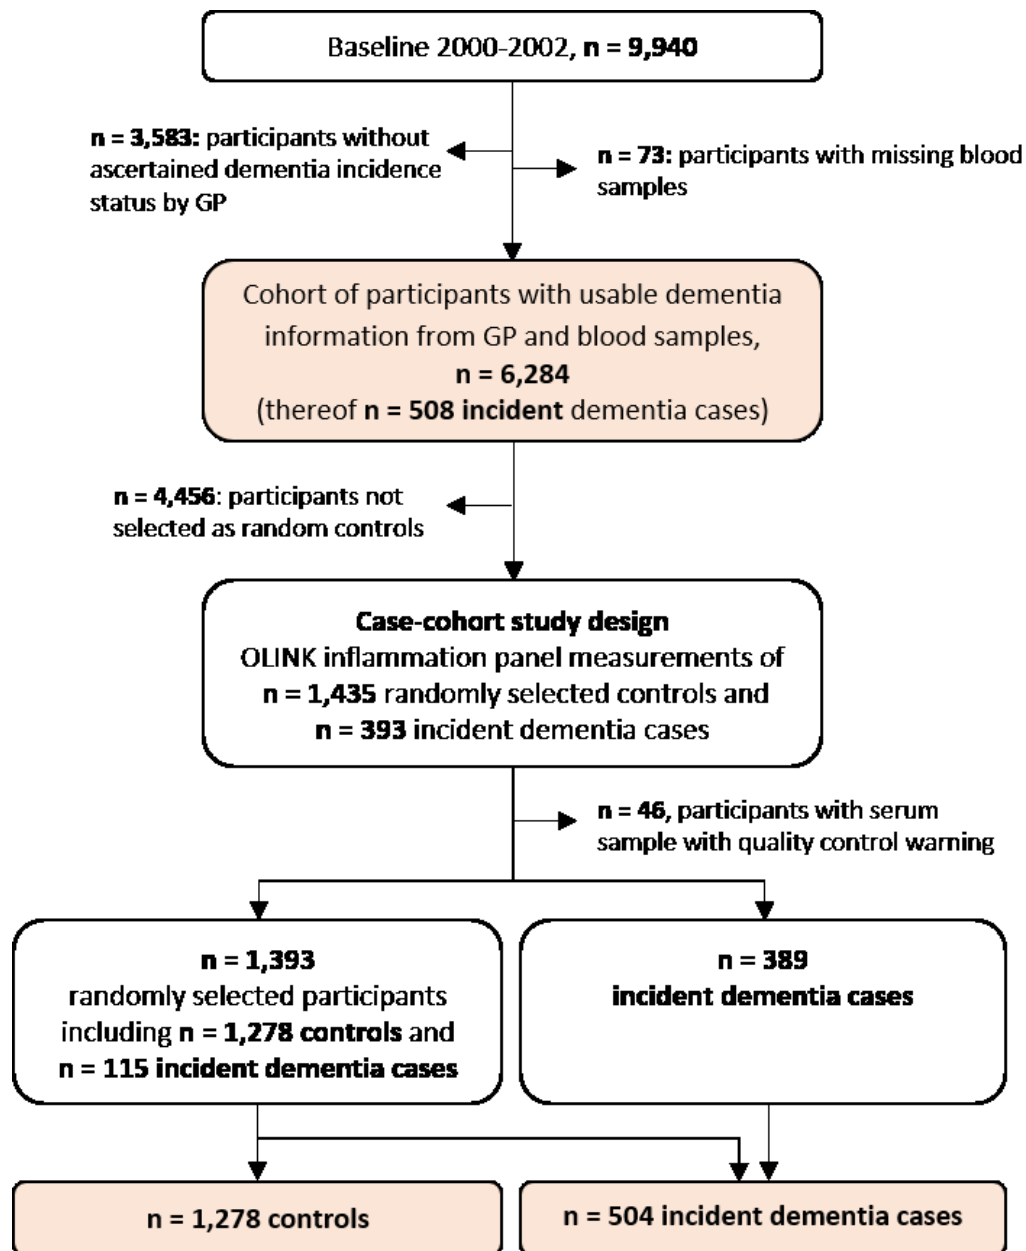 Baseline 2000-2002, n = 9,940
n = 3,583: participants without
ascertained dementia incidence
status by GP
n = 73: participants with missing blood
samples
Cohort of participants with usable dementia
information from GP and blood samples,
n = 6,284
(thereof n = 508 incident dementia cases)
n = 4,456: participants not
selected as random controls
Case-cohort study design
OLINK inflammation panel measurements of
n = 1,435 randomly selected controls and
n = 393 incident dementia cases
n = 46, participants with serum
sample with quality control warning
n = 1,393
randomly selected participants
including n = 1,278 controls and
n = 115 incident dementia cases
n = 389
incident dementia cases
n = 1,278 controls
n = 504 incident dementia cases